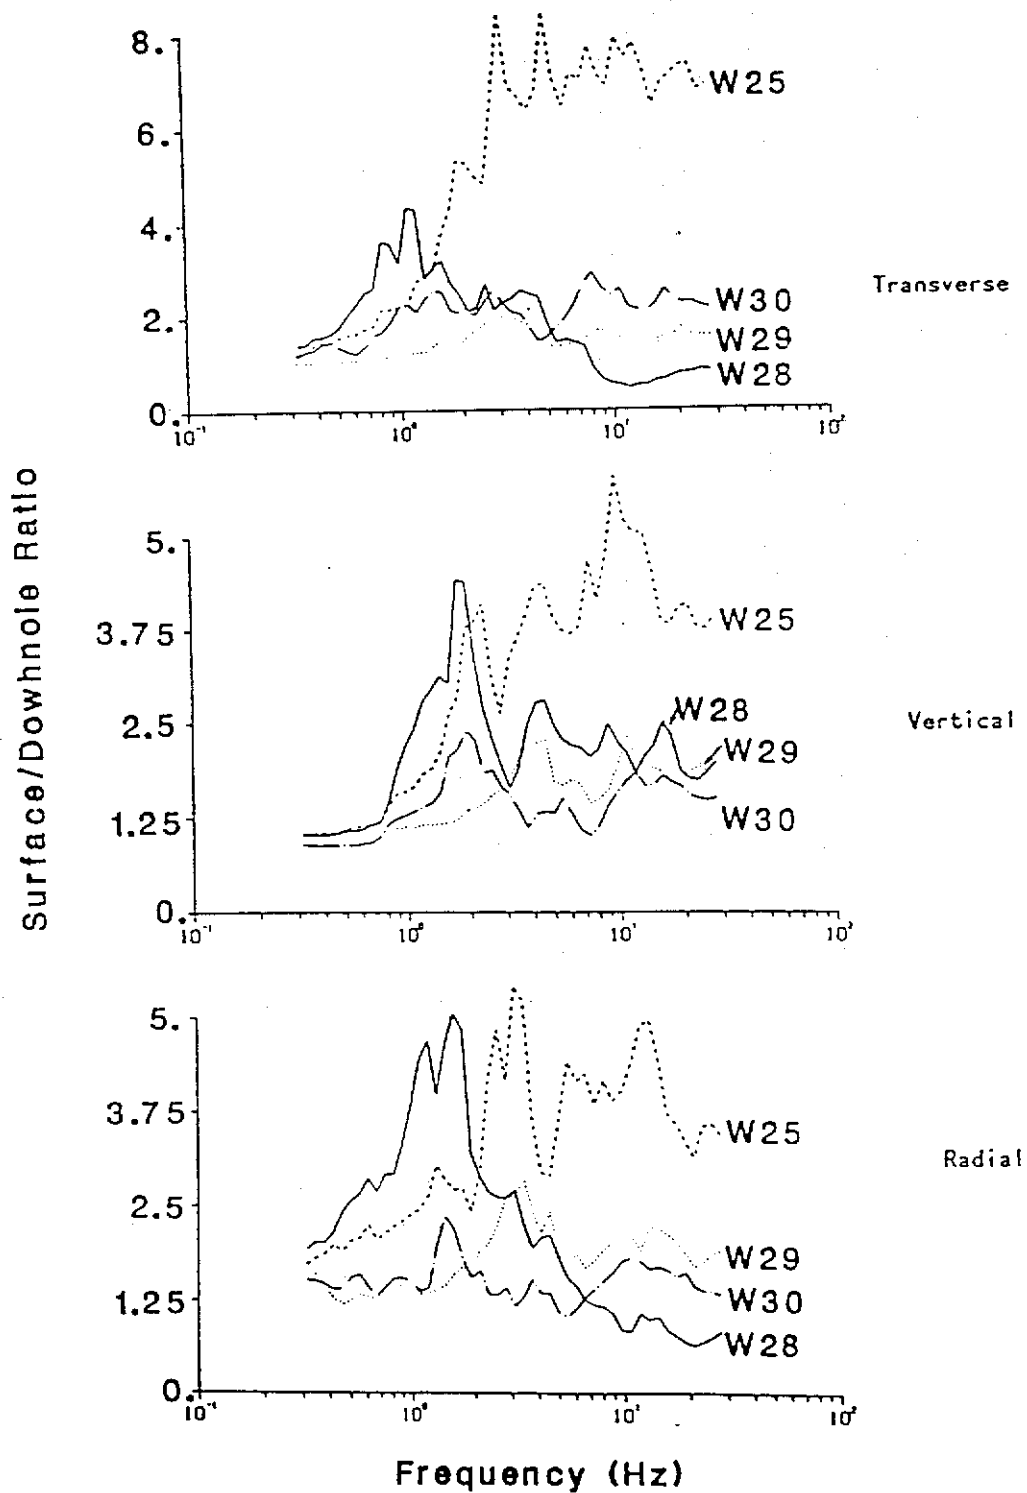 8.
W25
6.
4.
Transverse
W30
2.
W29
W28
0.
10⁻¹ 10⁰ 10¹ 10²
Surface/Downhole Ratio
5.
W25
3.75
W28
Vertical
2.5
W29
1.25
W30
0.
10⁻¹ 10⁰ 10¹ 10²
5.
3.75
W25
Radial
2.5
W29
1.25
W30
W28
0.
10⁻¹ 10⁰ 10¹ 10²
Frequency (Hz)